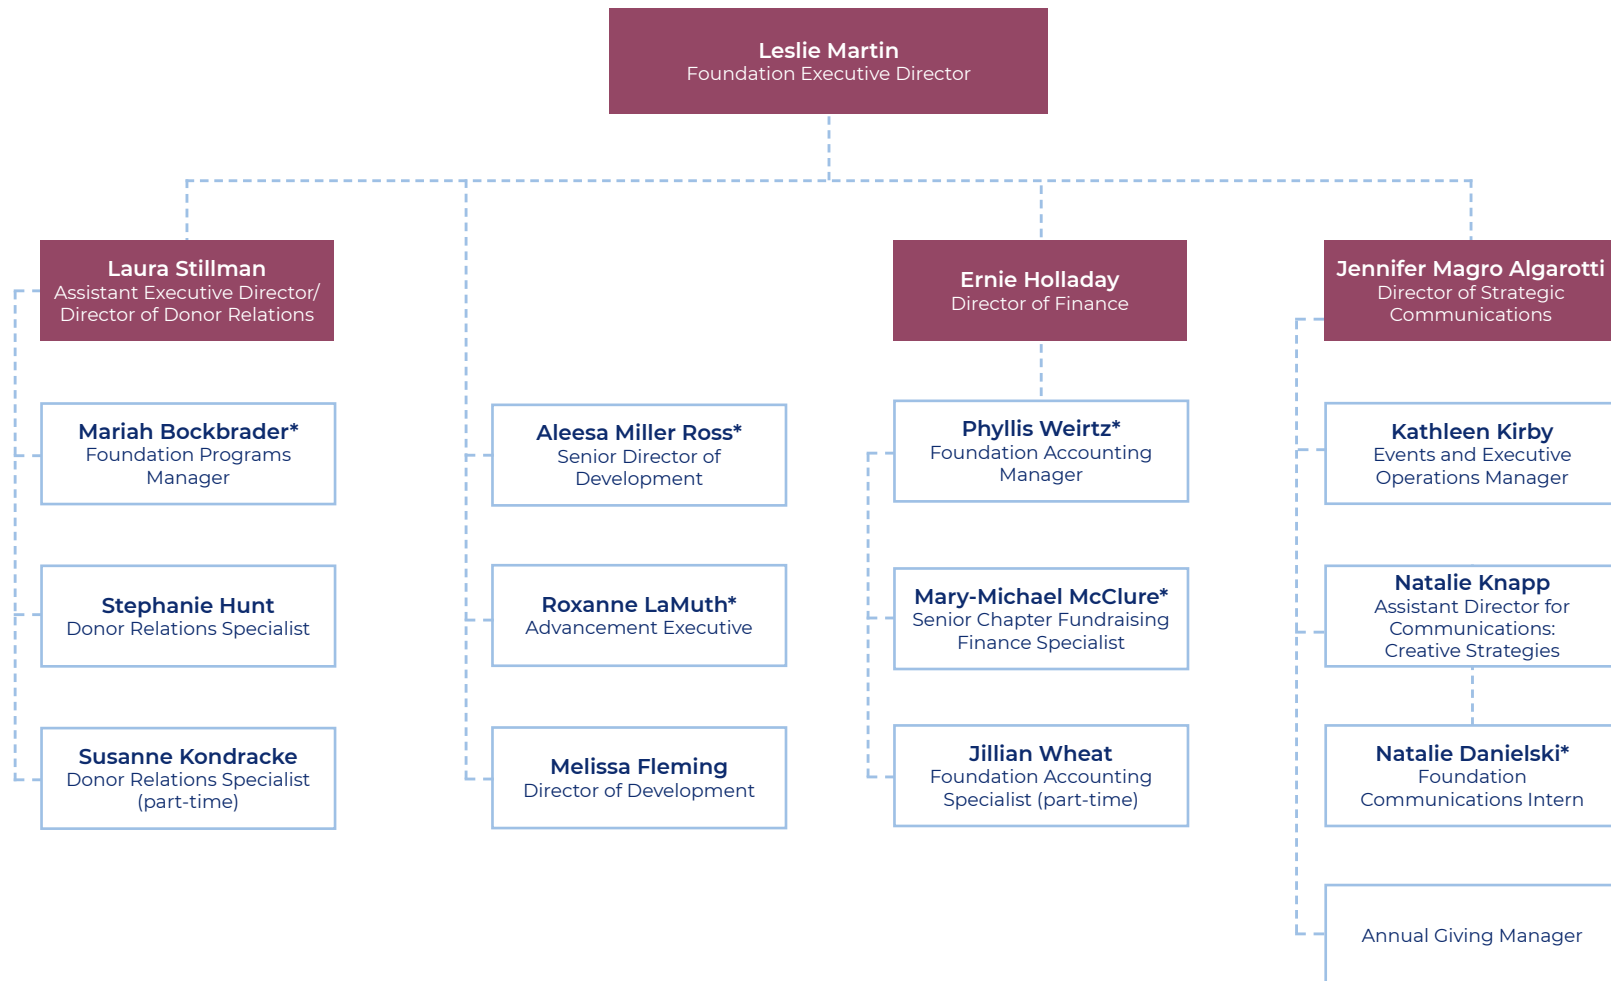 Leslie Martin
Foundation Executive Director
Laura Stillman
Assistant Executive Director/
Director of Donor Relations
Ernie Holladay
Director of Finance
Jennifer Magro Algarotti
Director of Strategic
Communications
Mariah Bockbrader*
Foundation Programs
Manager
Aleesa Miller Ross*
Senior Director of
Development
Phyllis Weirtz*
Foundation Accounting
Manager
Kathleen Kirby
Events and Executive
Operations Manager
Stephanie Hunt
Donor Relations Specialist
Roxanne LaMuth*
Advancement Executive
Mary-Michael McClure*
Senior Chapter Fundraising
Finance Specialist
Natalie Knapp
Assistant Director for
Communications:
Creative Strategies
Susanne Kondracke
Donor Relations Specialist
(part-time)
Melissa Fleming
Director of Development
Jillian Wheat
Foundation Accounting
Specialist (part-time)
Natalie Danielski*
Foundation
Communications Intern
Annual Giving Manager